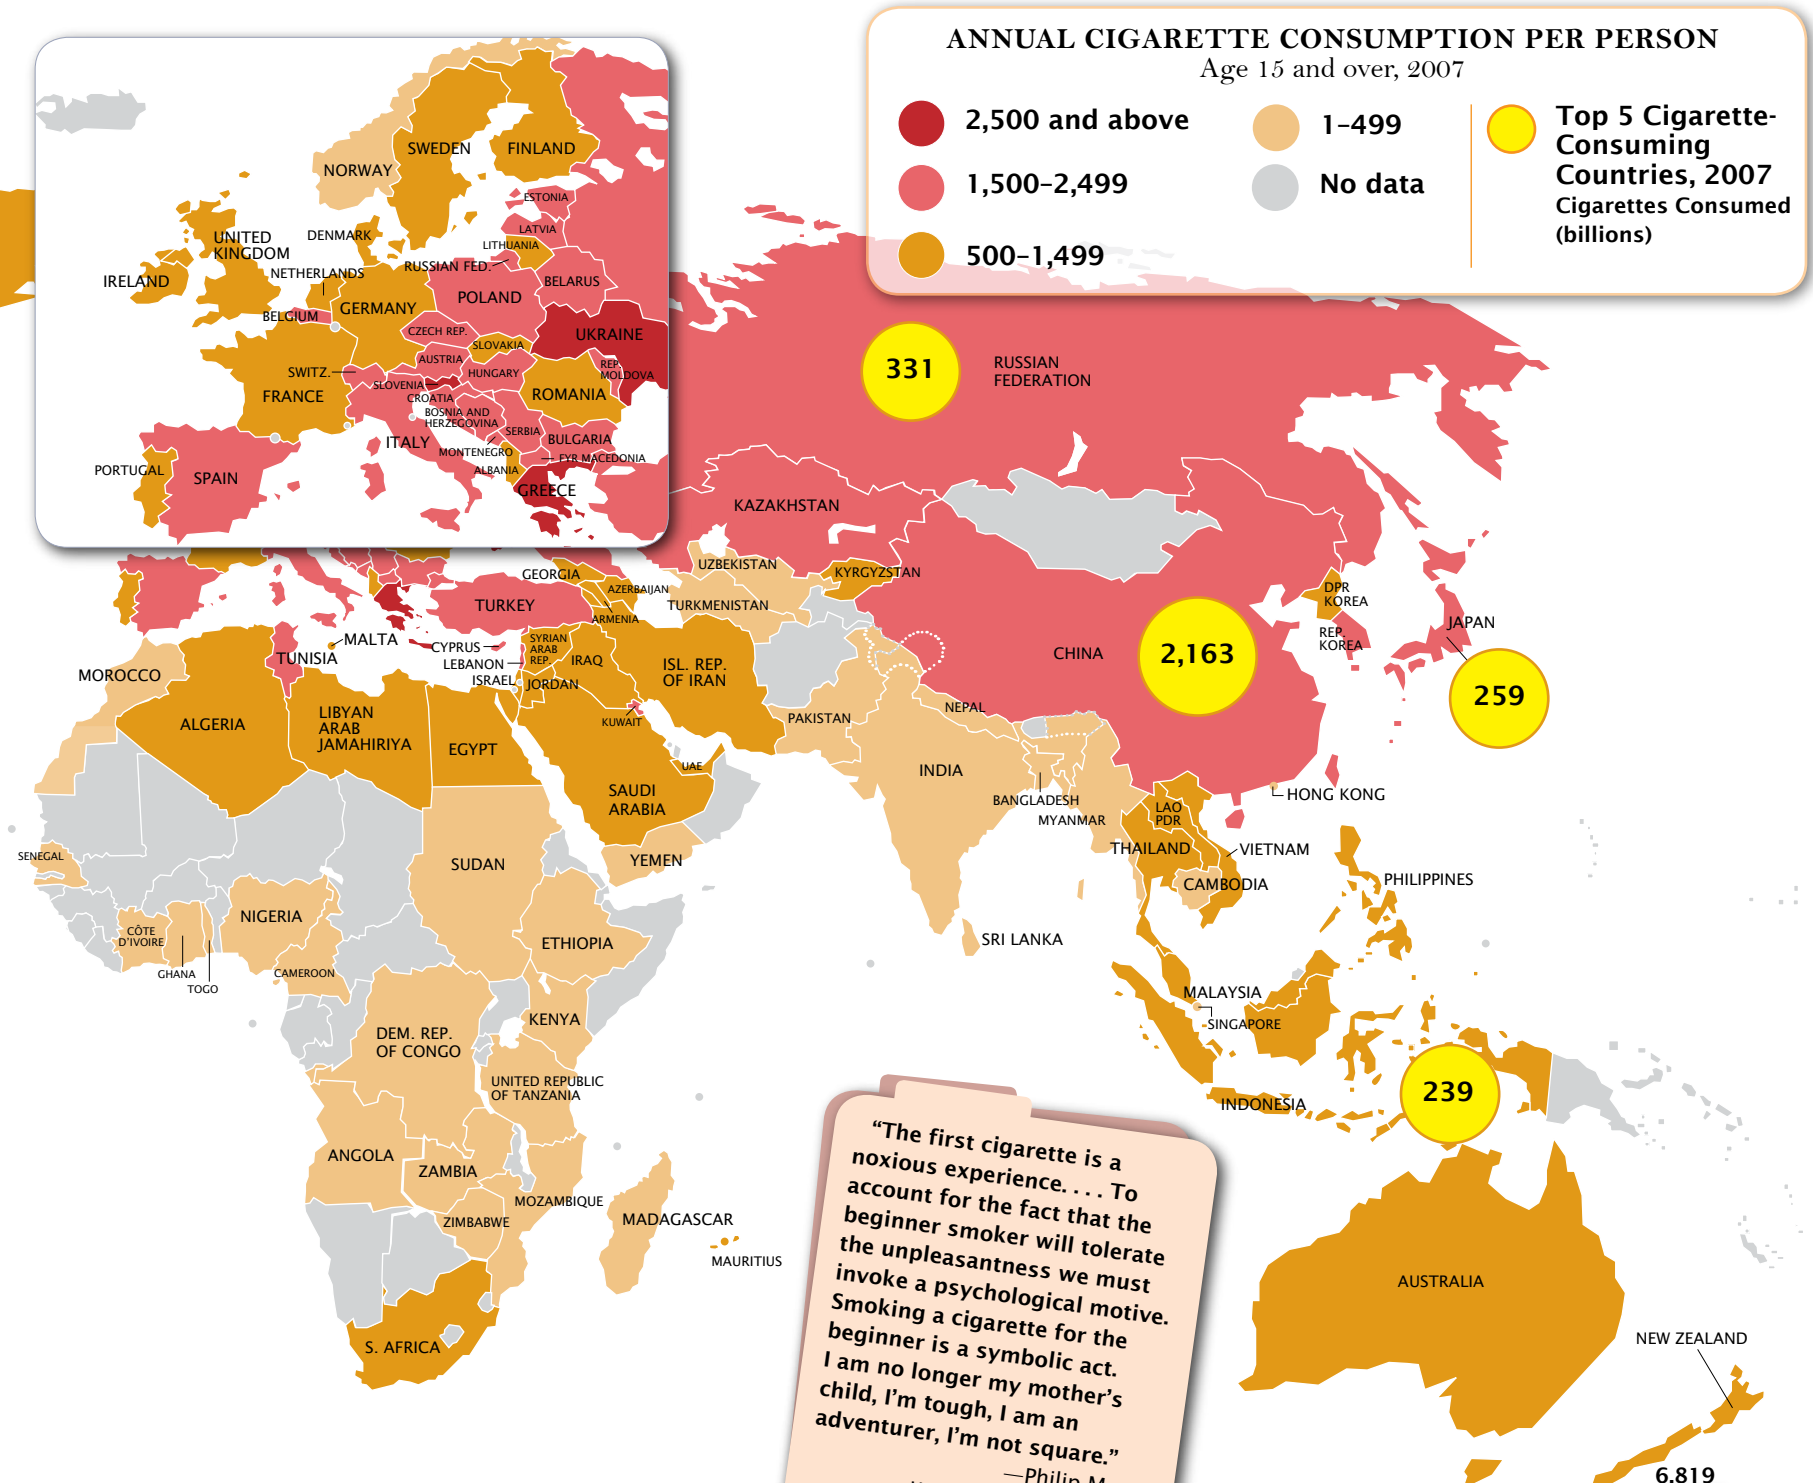 ANNUAL CIGARETTE CONSUMPTION PER PERSON
Age 15 and over, 2007
2,500 and above
1,500–2,499
500–1,499
1–499
No data
Top 5 Cigarette-
Consuming
Countries, 2007
Cigarettes Consumed
(billions)
NORWAY
SWEDEN
FINLAND
ESTONIA
LATVIA
LITHUANIA
RUSSIAN FED.
DENMARK
UNITED
KINGDOM
IRELAND
NETHERLANDS
BELGIUM
GERMANY
POLAND
BELARUS
UKRAINE
CZECH REP.
SLOVAKIA
AUSTRIA
HUNGARY
REP.
MOLDOVA
SWITZ.
SLOVENIA
CROATIA
ROMANIA
FRANCE
BOSNIA AND
HERZEGOVINA
SERBIA
BULGARIA
ITALY
MONTENEGRO
FYR MACEDONIA
ALBANIA
PORTUGAL
SPAIN
GREECE
331
RUSSIAN
FEDERATION
KAZAKHSTAN
UZBEKISTAN
KYRGYZSTAN
GEORGIA
AZERBAIJAN
TURKMENISTAN
ARMENIA
TURKEY
DPR
KOREA
REP.
KOREA
JAPAN
259
CHINA
2,163
MALTA
TUNISIA
CYPRUS
LEBANON
ISRAEL
SYRIAN
ARAB
REP.
IRAQ
JORDAN
ISL. REP.
OF IRAN
KUWAIT
MOROCCO
ALGERIA
LIBYAN
ARAB
JAMAHIRIYA
EGYPT
SAUDI
ARABIA
UAE
PAKISTAN
NEPAL
INDIA
BANGLADESH
MYANMAR
HONG KONG
LAO
PDR
THAILAND
VIETNAM
CAMBODIA
PHILIPPINES
SENEGAL
SUDAN
YEMEN
NIGERIA
CÔTE
D'IVOIRE
GHANA
TOGO
CAMEROON
ETHIOPIA
SRI LANKA
MALAYSIA
SINGAPORE
KENYA
DEM. REP.
OF CONGO
UNITED REPUBLIC
OF TANZANIA
INDONESIA
239
ANGOLA
ZAMBIA
MOZAMBIQUE
ZIMBABWE
MADAGASCAR
MAURITIUS
S. AFRICA
AUSTRALIA
NEW ZEALAND
“The first cigarette is a
noxious experience. . . . To
account for the fact that the
beginner smoker will tolerate
the unpleasantness we must
invoke a psychological motive.
Smoking a cigarette for the
beginner is a symbolic act.
I am no longer my mother’s
child, I’m tough, I am an
adventurer, I’m not square.”
—Philip M
6,819